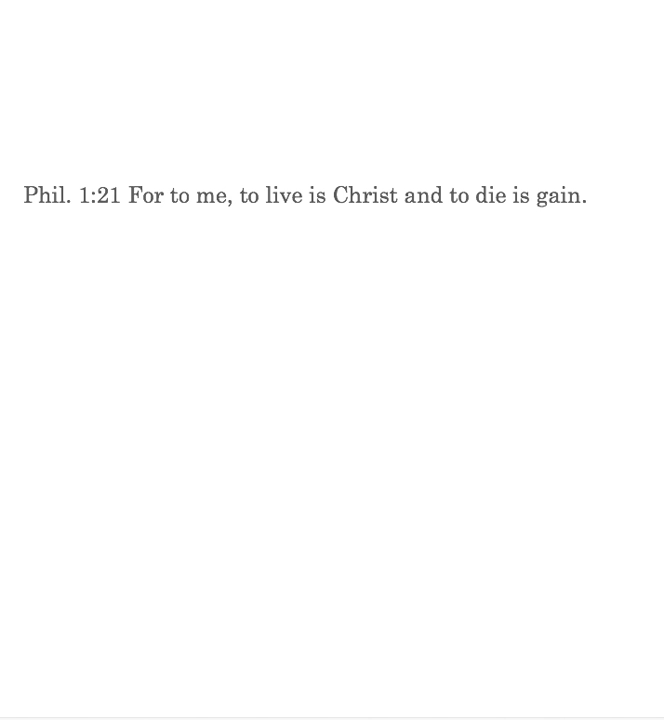 Phil. 1:21 For to me, to live is Christ and to die is gain.